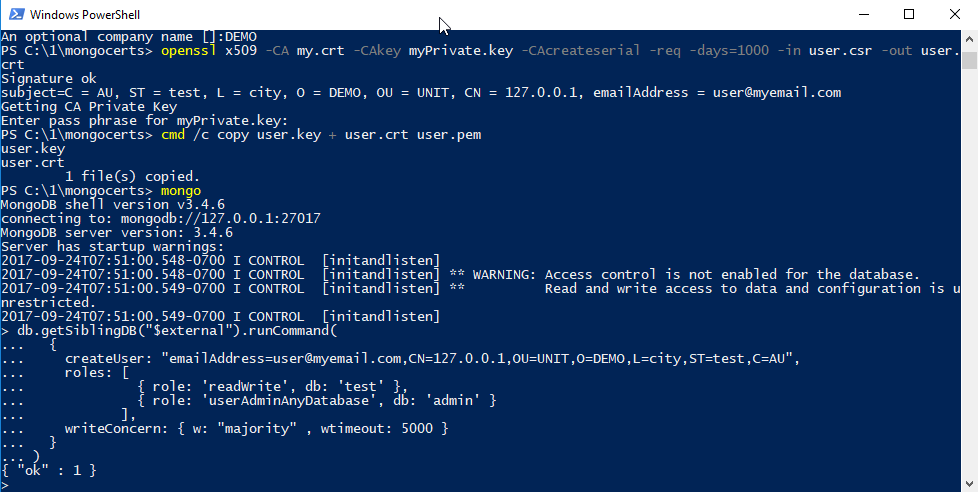 Windows PowerShell
An optional company name []:DEMO
PS C:\1\mongocerts> openssl x509 -CA my.crt -CAkey myPrivate.key -CAcreateserial -req -days=1000 -in user.csr -out user.
crt
Signature ok
subject=C = AU, ST = test, L = city, O = DEMO, OU = UNIT, CN = 127.0.0.1, emailAddress = user@myemail.com
Getting CA Private Key
Enter pass phrase for myPrivate.key:
PS C:\1\mongocerts> cmd /c copy user.key + user.crt user.pem
user.key
user.crt
        1 file(s) copied.
PS C:\1\mongocerts> mongo
MongoDB shell version v3.4.6
connecting to: mongodb://127.0.0.1:27017
MongoDB server version: 3.4.6
Server has startup warnings:
2017-09-24T07:51:00.548-0700 I CONTROL  [initandlisten]
2017-09-24T07:51:00.548-0700 I CONTROL  [initandlisten] ** WARNING: Access control is not enabled for the database.
2017-09-24T07:51:00.549-0700 I CONTROL  [initandlisten] **          Read and write access to data and configuration is u
nrestricted.
2017-09-24T07:51:00.549-0700 I CONTROL  [initandlisten]
> db.getSiblingDB("$external").runCommand(
...   {
...     createUser: "emailAddress=user@myemail.com,CN=127.0.0.1,OU=UNIT,O=DEMO,L=city,ST=test,C=AU",
...     roles: [
...              { role: 'readWrite', db: 'test' },
...              { role: 'userAdminAnyDatabase', db: 'admin' }
...            ],
...     writeConcern: { w: "majority" , wtimeout: 5000 }
...   }
... )
{ "ok" : 1 }
>